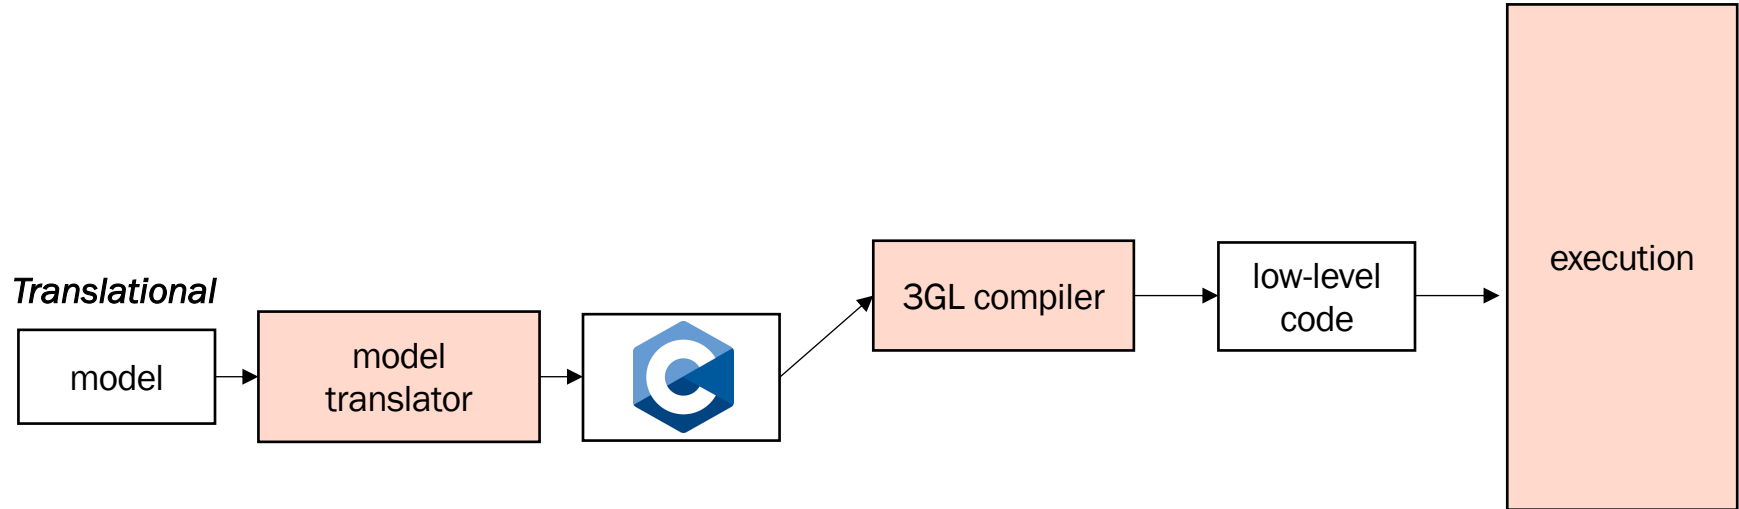 Translational
model
model
translator
C
3GL compiler
low-level
code
execution